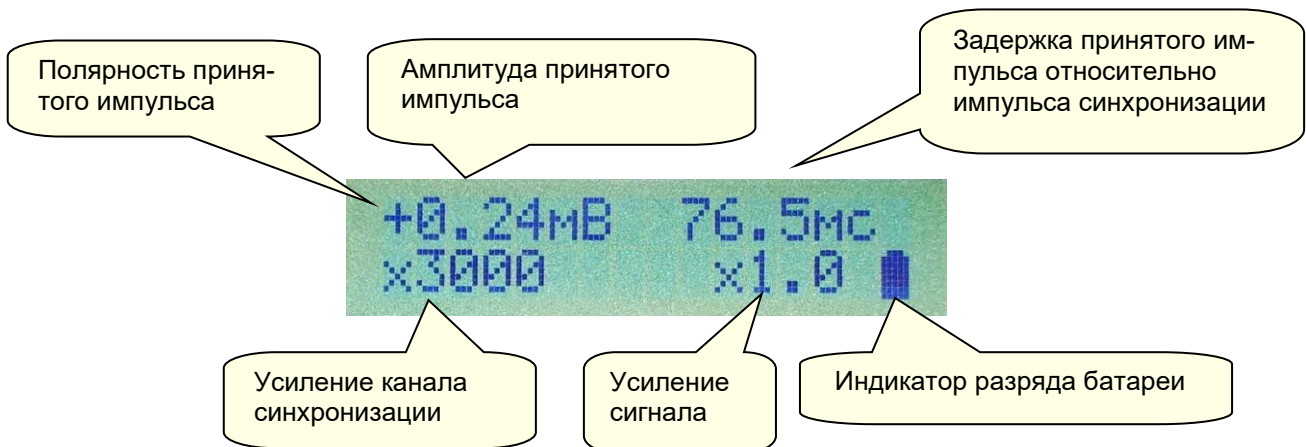 Полярность приня-
того импульса
Амплитуда принятого
импульса
Задержка принятого им-
пульса относительно
импульса синхронизации
+0.24мВ 76.5мс
x3000 x1.0
Усиление канала
синхронизации
Усиление
сигнала
Индикатор разряда батареи